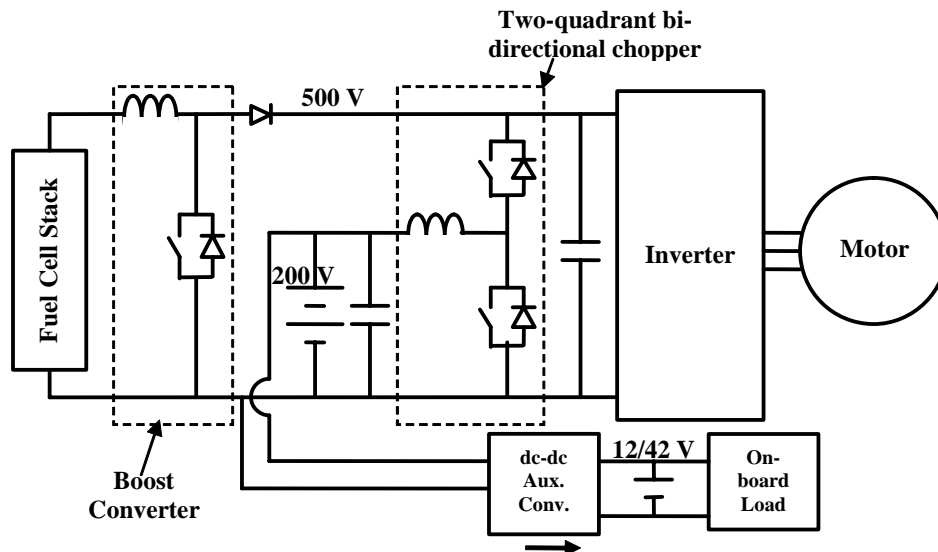 Two-quadrant bi-
directional chopper
500 V
Fuel Cell Stack
200 V
Inverter
Motor
Boost
Converter
dc-dc
Aux.
Conv.
12/42 V
On-
board
Load